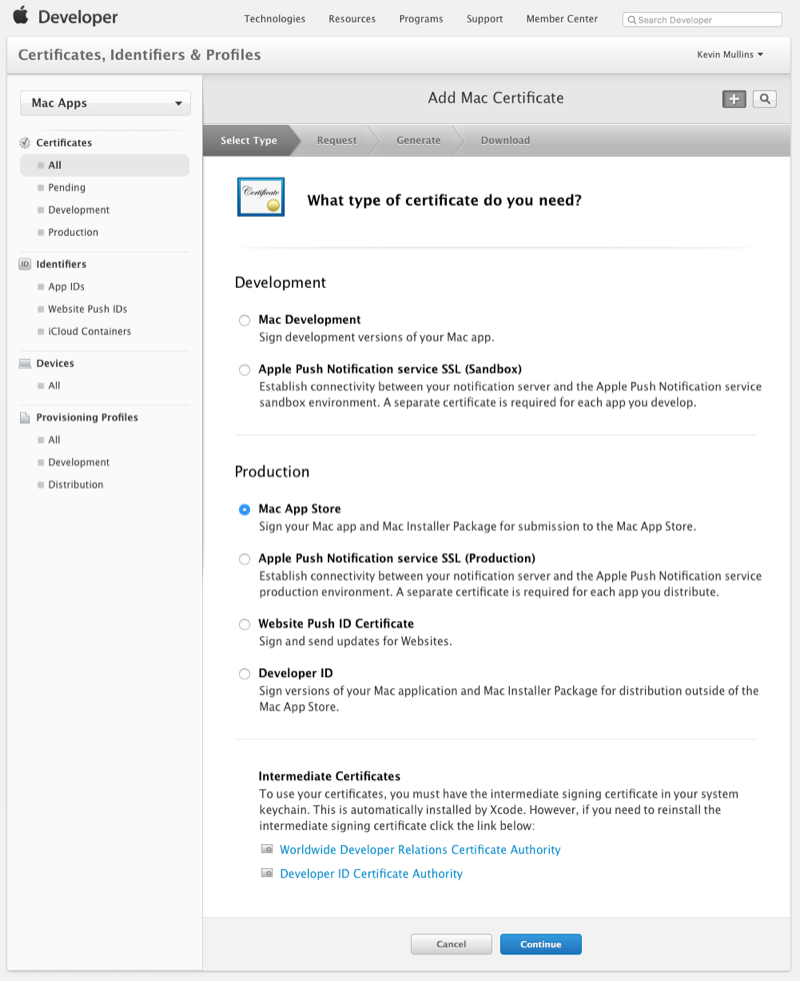 Developer
Technologies
Resources
Programs
Support
Member Center
Search Developer
Certificates, Identifiers & Profiles
Kevin Mullins
Mac Apps
Certificates
All
Pending
Development
Production
ID
Identifiers
App IDs
Website Push IDs
iCloud Containers
Devices
All
Provisioning Profiles
All
Development
Distribution
Add Mac Certificate
Select Type
Request
Generate
Download
Certificate
What type of certificate do you need?
Development
Mac Development
Sign development versions of your Mac app.
Apple Push Notification service SSL (Sandbox)
Establish connectivity between your notification server and the Apple Push Notification service
sandbox environment. A separate certificate is required for each app you develop.
Production
Mac App Store
Sign your Mac app and Mac Installer Package for submission to the Mac App Store.
Apple Push Notification service SSL (Production)
Establish connectivity between your notification server and the Apple Push Notification service
production environment. A separate certificate is required for each app you distribute.
Website Push ID Certificate
Sign and send updates for Websites.
Developer ID
Sign versions of your Mac application and Mac Installer Package for distribution outside of the
Mac App Store.
Intermediate Certificates
To use your certificates, you must have the intermediate signing certificate in your system
keychain. This is automatically installed by Xcode. However, if you need to reinstall the
intermediate signing certificate click the link below:
Worldwide Developer Relations Certificate Authority
Developer ID Certificate Authority
Cancel
Continue